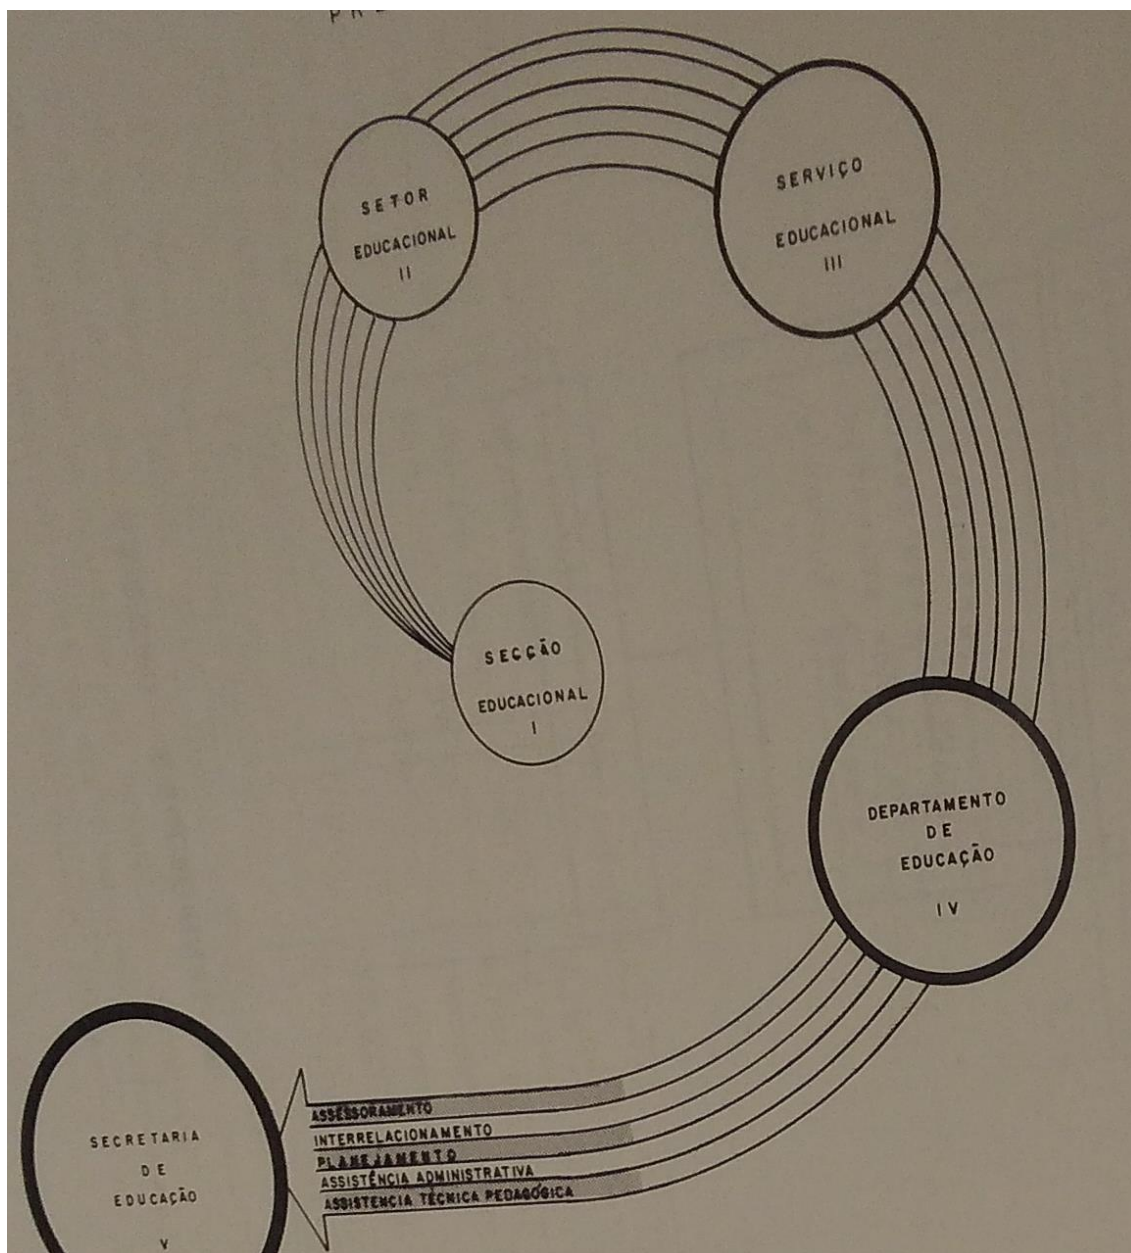 SETOR
EDUCACIONAL
II
SERVIÇO
EDUCACIONAL
III
SECÇÃO
EDUCACIONAL
I
DEPARTAMENTO
DE
EDUCAÇÃO
IV
SECRETARIA
DE
EDUCAÇÃO
V
ASSESSORAMENTO
INTERRELACIONAMENTO
PLANEJAMENTO
ASSISTÊNCIA ADMINISTRATIVA
ASSISTENCIA TÉCNICA PEDAGÓGICA